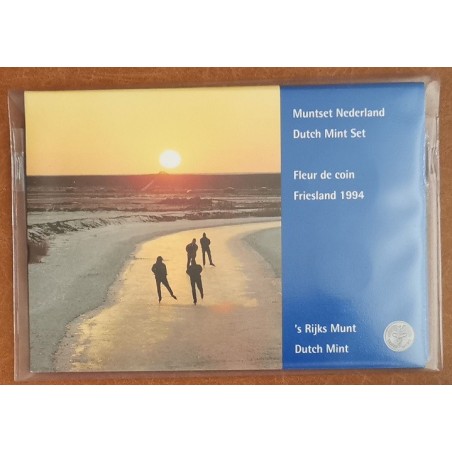 Muntset Nederland
Dutch Mint Set
Fleur de coin
Friesland 1994
's Rijks Munt
Dutch Mint